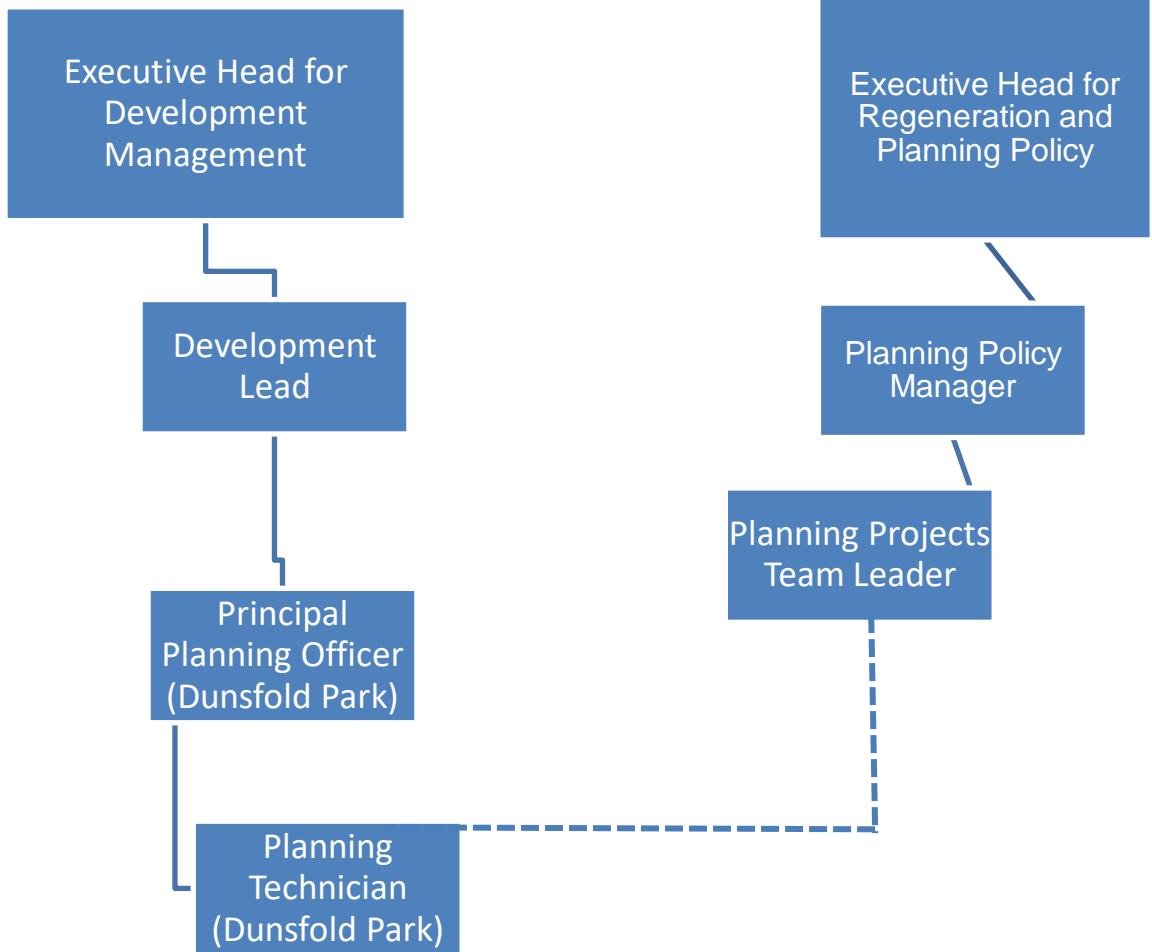 Executive Head for
Development
Management
Executive Head for
Regeneration and
Planning Policy
Development
Lead
Planning Policy
Manager
Planning Projects
Team Leader
Principal
Planning Officer
(Dunsfold Park)
Planning
Technician
(Dunsfold Park)